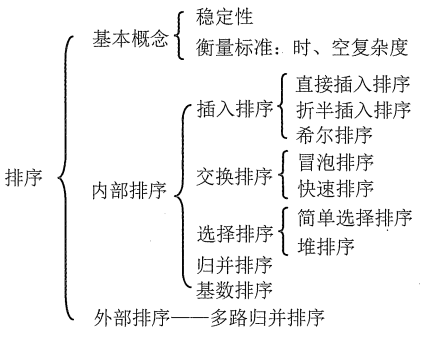 排序
基本概念
稳定性
衡量标准：时、空复杂度
内部排序
插入排序
直接插入排序
折半插入排序
希尔排序
交换排序
冒泡排序
快速排序
选择排序
简单选择排序
堆排序
归并排序
基数排序
外部排序——多路归并排序